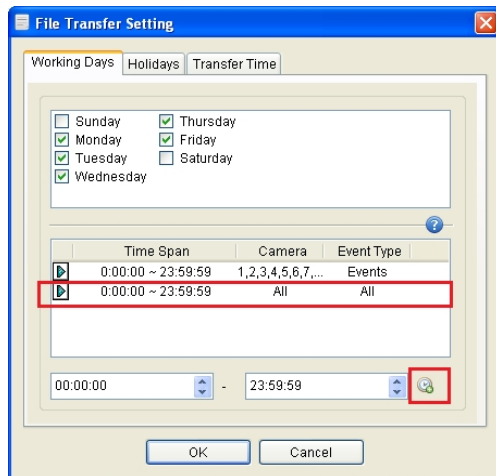 File Transfer Setting
Working Days Holidays Transfer Time
Sunday Thursday
Monday Friday
Tuesday Saturday
Wednesday
?
Time Span Camera Event Type
0:00:00 ~ 23:59:59 1,2,3,4,5,6,7,... Events
0:00:00 ~ 23:59:59 All All
00:00:00 - 23:59:59
OK Cancel